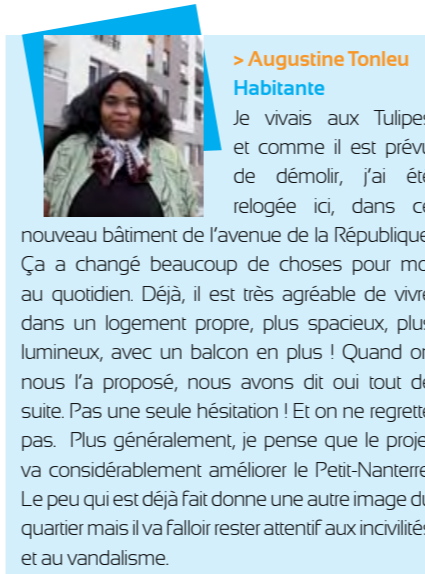 > Augustine Tonleu
Habitante
Je vivais aux Tulipes
et comme il est prévu
de démolir, j'ai été
relogée ici, dans ce
nouveau bâtiment de l'avenue de la République
Ça a changé beaucoup de choses pour mo
au quotidien. Déjà, il est très agréable de vivre
dans un logement propre, plus spacieux, plus
lumineux, avec un balcon en plus ! Quand on
nous l'a proposé, nous avons dit oui tout de
suite. Pas une seule hésitation ! Et on ne regrette
pas. Plus généralement, je pense que le proje
va considérablement améliorer le Petit-Nanterre
Le peu qui est déjà fait donne une autre image du
quartier mais il va falloir rester attentif aux incivilités
et au vandalisme.